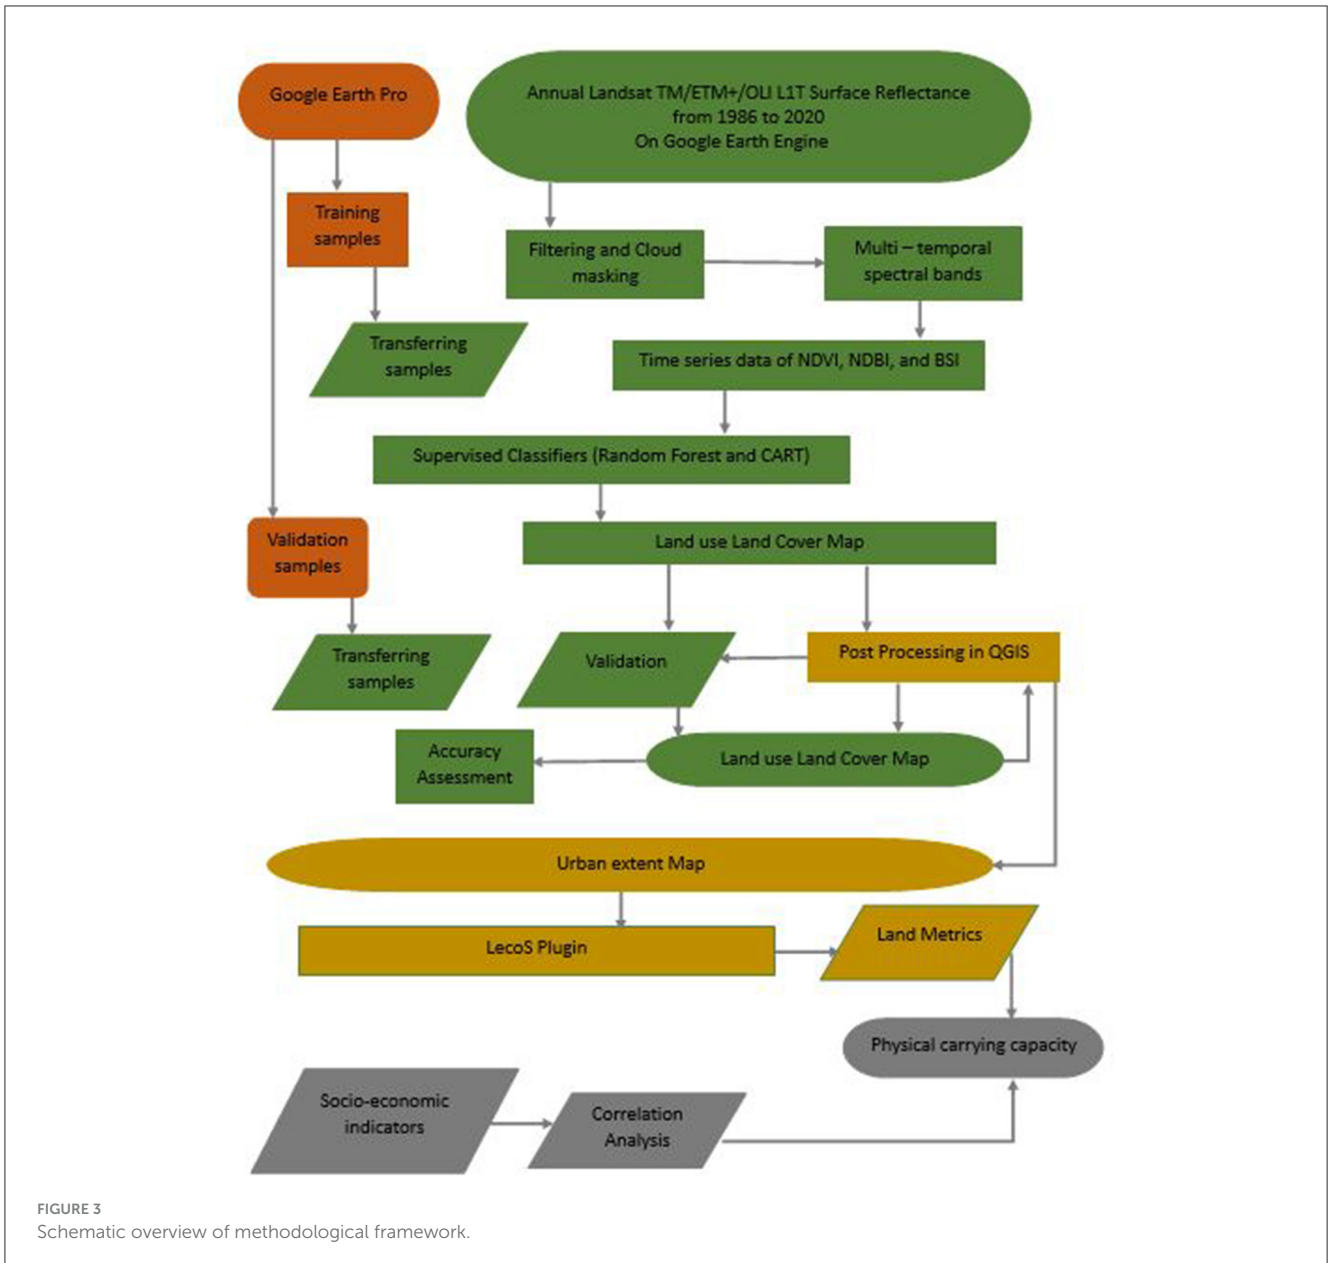 Google Earth Pro
Annual Landsat TM/ETM+/OLI L1T Surface Reflectance
from 1986 to 2020
On Google Earth Engine
Training
samples
Filtering and Cloud
masking
Multi – temporal
spectral bands
Transferring
samples
Time series data of NDVI, NDBI, and BSI
Supervised Classifiers (Random Forest and CART)
Validation
samples
Land use Land Cover Map
Transferring
samples
Validation
Post Processing in QGIS
Accuracy
Assessment
Land use Land Cover Map
Urban extent Map
LecoS Plugin
Land Metrics
Physical carrying capacity
Socio-economic
indicators
Correlation
Analysis
FIGURE 3
Schematic overview of methodological framework.